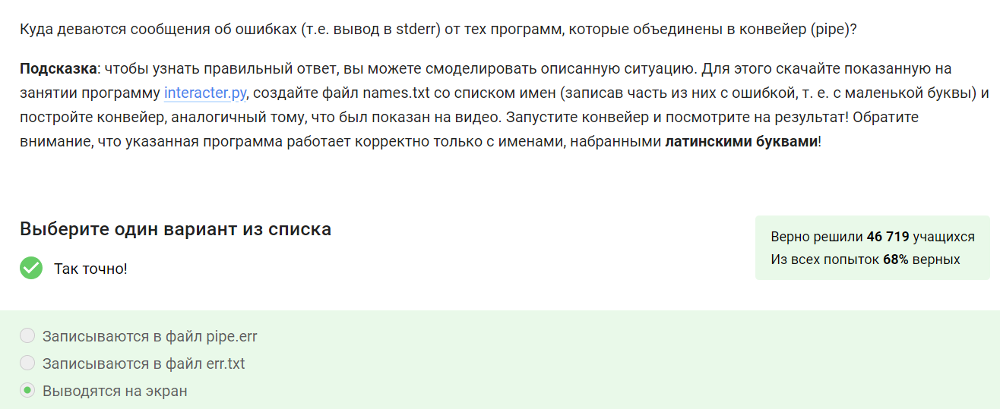 Куда деваются сообщения об ошибках (т.е. вывод в stderr) от тех программ, которые объединены в конвейер (pipe)?
Подсказка: чтобы узнать правильный ответ, вы можете смоделировать описанную ситуацию. Для этого скачайте показанную на
занятии программу interacter.py, создайте файл names.txt со списком имен (записав часть из них с ошибкой, т. е. с маленькой буквы) и
постройте конвейер, аналогичный тому, что был показан на видео. Запустите конвейер и посмотрите на результат! Обратите
внимание, что указанная программа работает корректно только с именами, набранными латинскими буквами!
Выберите один вариант из списка
Так точно!
Верно решили 46 719 учащихся
Из всех попыток 68% верных
Записываются в файл pipe.err
Записываются в файл err.txt
Выводятся на экран